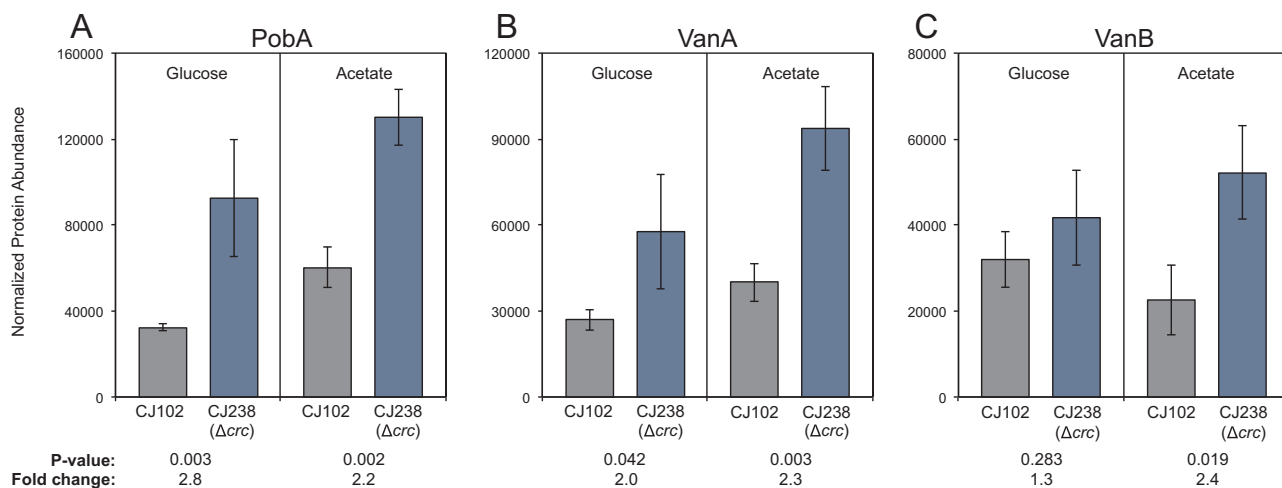 A
PobA
B
VanA
C
VanB
Normalized Protein Abundance
160000
120000
80000
40000
0
Glucose
Acetate
CJ102
CJ238
(Δcrc)
CJ102
CJ238
(Δcrc)
120000
90000
60000
30000
0
Glucose
Acetate
CJ102
CJ238
(Δcrc)
CJ102
CJ238
(Δcrc)
80000
60000
40000
20000
0
Glucose
Acetate
CJ102
CJ238
(Δcrc)
CJ102
CJ238
(Δcrc)
P-value: 0.003 0.002 0.042 0.003 0.283 0.019
Fold change: 2.8 2.2 2.0 2.3 1.3 2.4